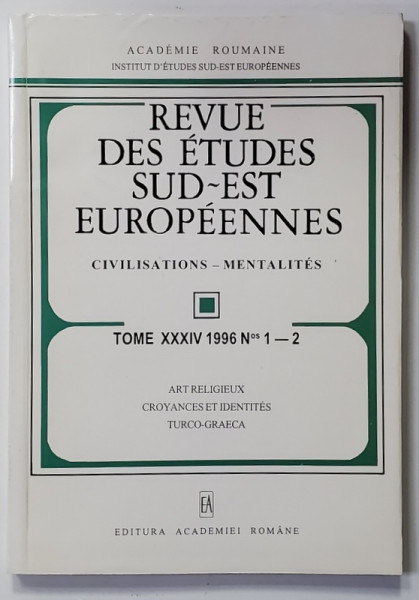 ACADÉMIE ROUMAINE
INSTITUT D'ÉTUDES SUD-EST EUROPÉENNES
REVUE
DES ÉTUDES
SUD~EST
EUROPÉENNES
CIVILISATIONS – MENTALITÉS
TOME XXXIV 1996 Nos 1 — 2
ART RELIGIEUX
CROYANCES ET IDENTITÉS
TURCO-GRAECA
EA
EDITURA ACADEMIEI ROMÂNE